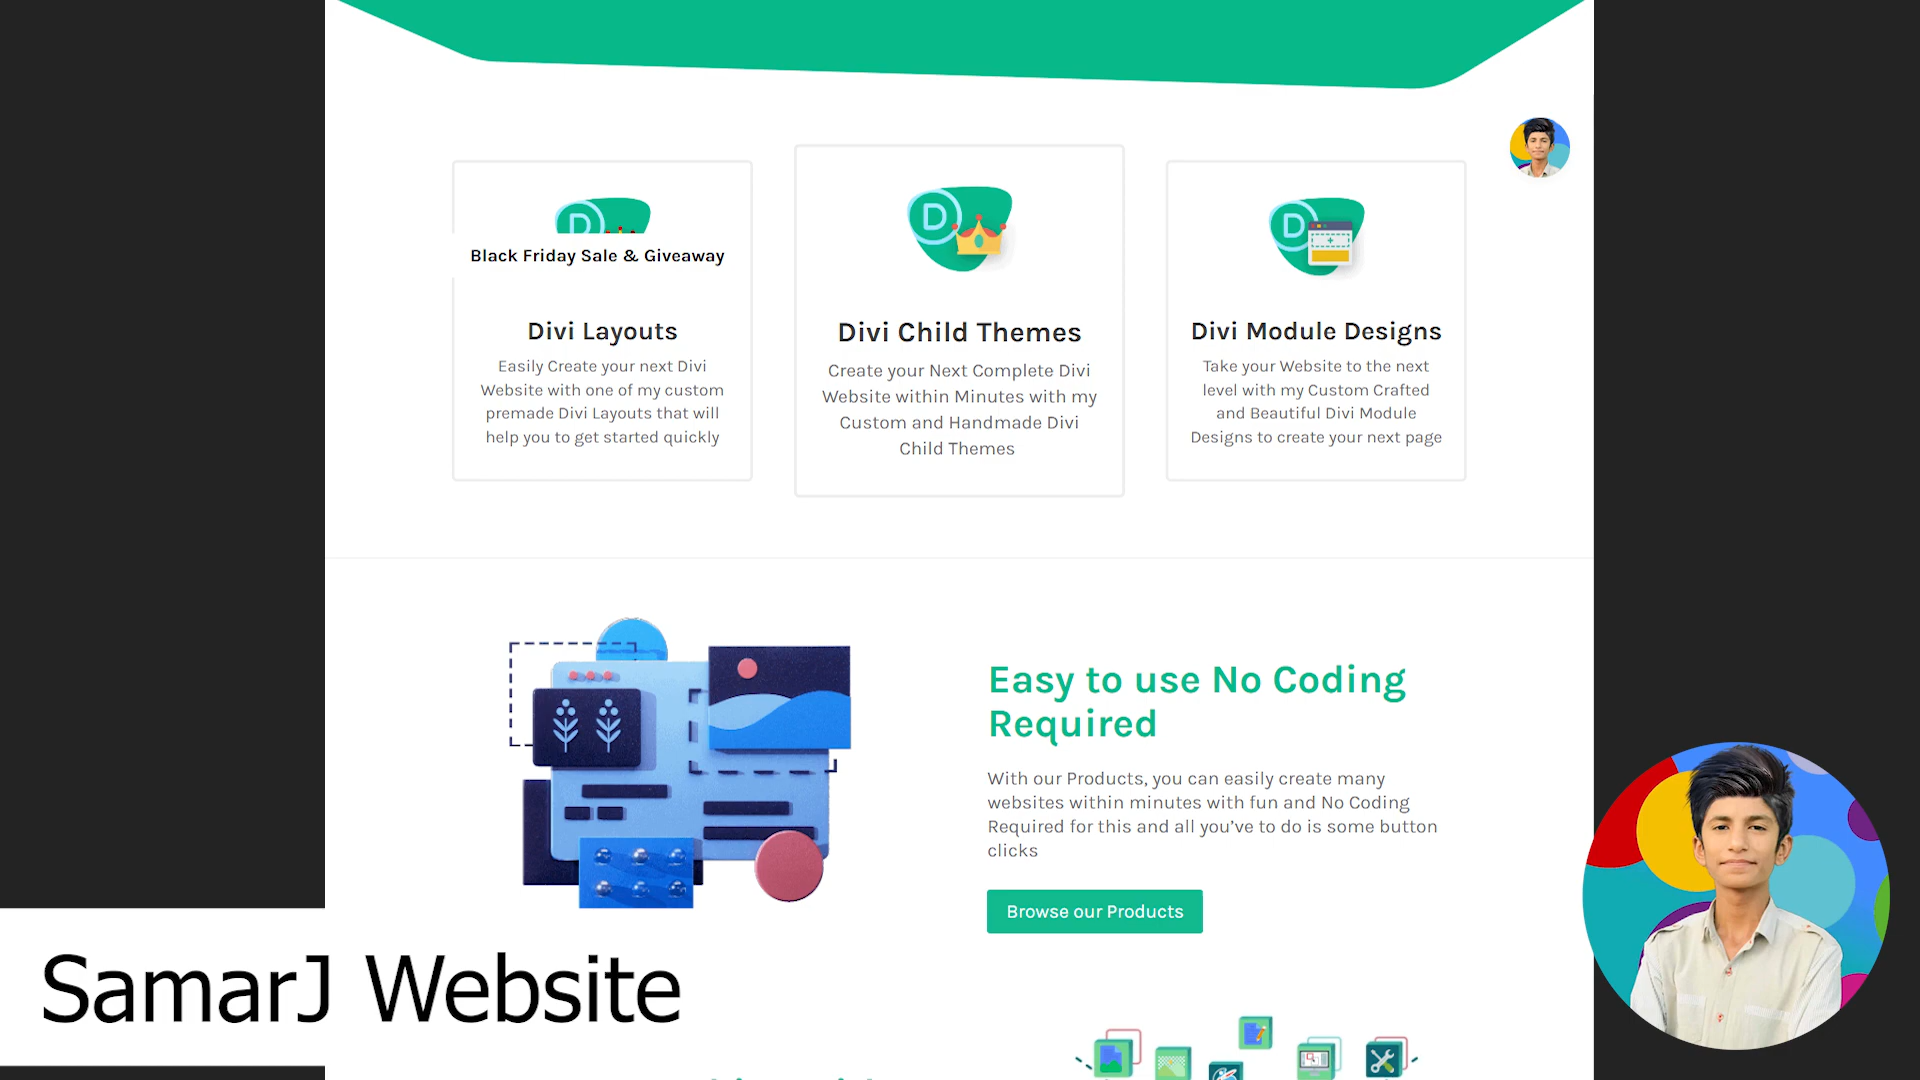 Black Friday Sale & Giveaway
Divi Layouts
Easily Create your next Divi
Website with one of my custom
premade Divi Layouts that will
help you to get started quickly
D
Divi Child Themes
Create your Next Complete Divi
Website within Minutes with my
Custom and Handmade Divi
Child Themes
D
Divi Module Designs
Take your Website to the next
level with my Custom Crafted
and Beautiful Divi Module
Designs to create your next page
Easy to use No Coding
Required
With our Products, you can easily create many
websites within minutes with fun and No Coding
Required for this and all you've to do is some button
clicks
Browse our Products
SamarJ Website